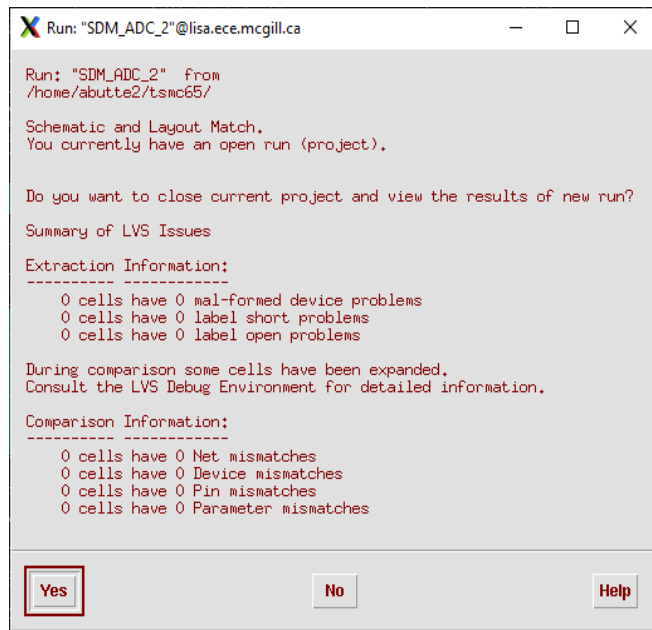 Run: "SDM_ADC_2"@lisa.ece.mcgill.ca
Run: "SDM_ADC_2"  from
/home/abutte2/tsmc65/
Schematic and Layout Match.
You currently have an open run (project).
Do you want to close current project and view the results of new run?
Summary of LVS Issues
Extraction Information:
---------- ------------
0 cells have 0 mal-formed device problems
0 cells have 0 label short problems
0 cells have 0 label open problems
During comparison some cells have been expanded.
Consult the LVS Debug Environment for detailed information.
Comparison Information:
---------- ------------
0 cells have 0 Net mismatches
0 cells have 0 Device mismatches
0 cells have 0 Pin mismatches
0 cells have 0 Parameter mismatches
Yes No Help